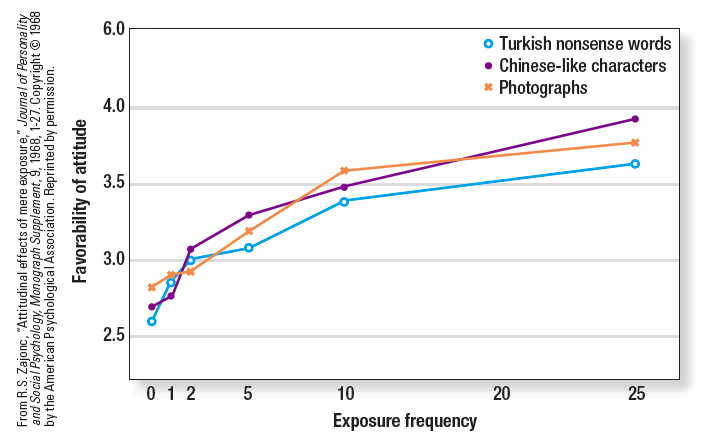 From R.S. Zajonc, "Attitudinal effects of mere exposure," Journal of Personality
and Social Psychology, Monograph Supplement, 9, 1968, 1-27. Copyright © 1968
by the American Psychological Association. Reprinted by permission.
Favorability of attitude
6.0
4.0
3.5
3.0
2.5
Turkish nonsense words
Chinese-like characters
Photographs
0 1 2 5 10 20 25
Exposure frequency